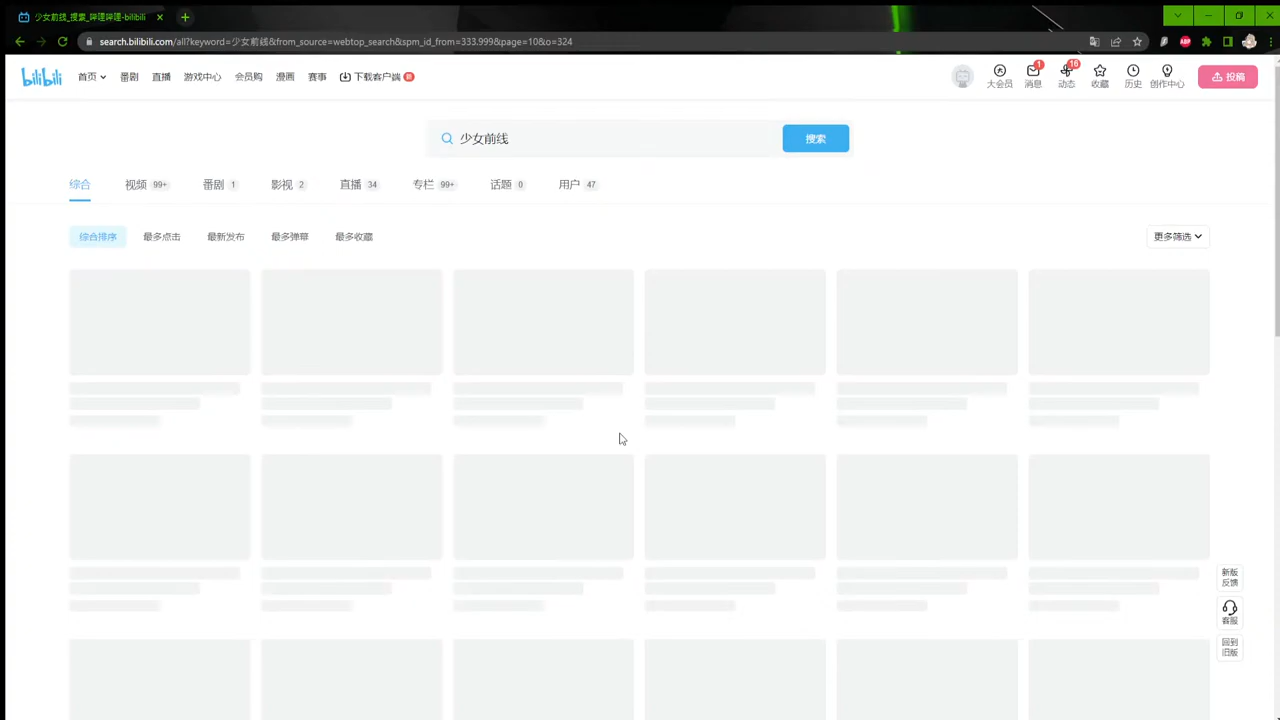 少女前线_搜索_哔哩哔哩-bilibili
search.bilibili.com/all?keyword=少女前线&from_source=webtop_search&spm_id_from=333.999&page=10&o=324
bilibili 首页 番剧 直播 游戏中心 会员购 漫画 赛事 下载客户端 新 大会员 消息 1 动态 16 收藏 历史 创作中心 投稿
少女前线 搜索
综合 视频 99+ 番剧 1 影视 2 直播 34 专栏 99+ 话题 0 用户 47
综合排序 最多点击 最新发布 最多弹幕 最多收藏 更多筛选
新版
反馈
客服
回到
旧版
ABP